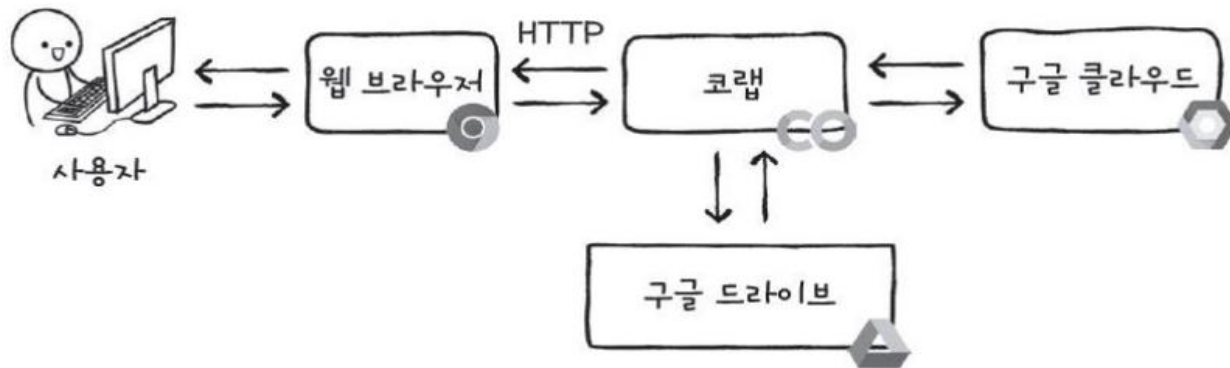 HTTP
웹 브라우저
코랩
구글 클라우드
사용자
구글 드라이브